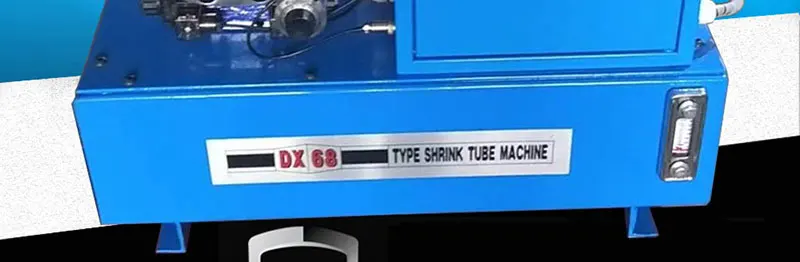 DX 68 TYPE SHRINK TUBE MACHINE